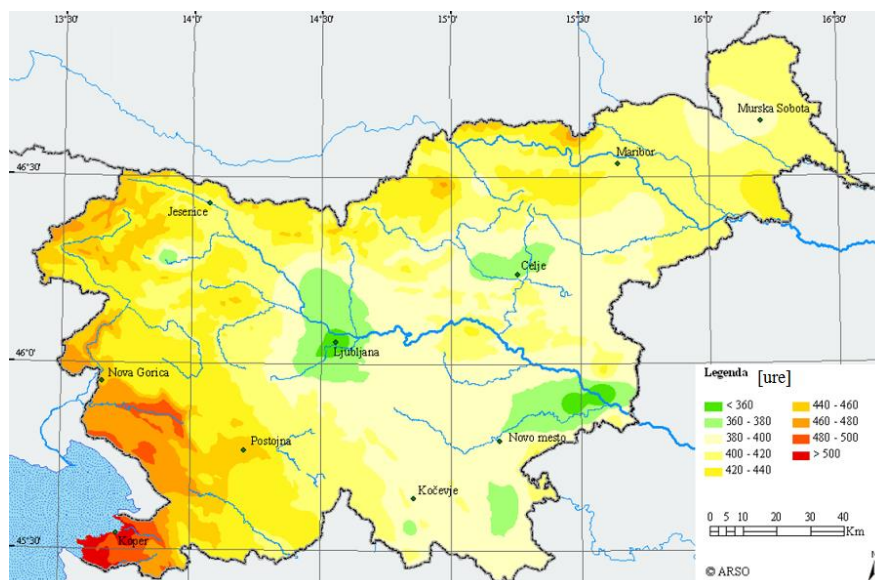 13°30' 14°0' 14°30' 15°0' 15°30' 16°0' 16°30'
Murska Sobota
Maribor
46°30'
Jesenice
Celje
46°0'
Ljubljana
Nova Gorica
Legenda [ure]
< 360 440 - 460
360 - 380 460 - 480
380 - 400 480 - 500
400 - 420 > 500
420 - 440
Postojna
Novo mesto
Kočevje
0 5 10 20 30 40
Km
45°30'
Koper
N
© ARSO